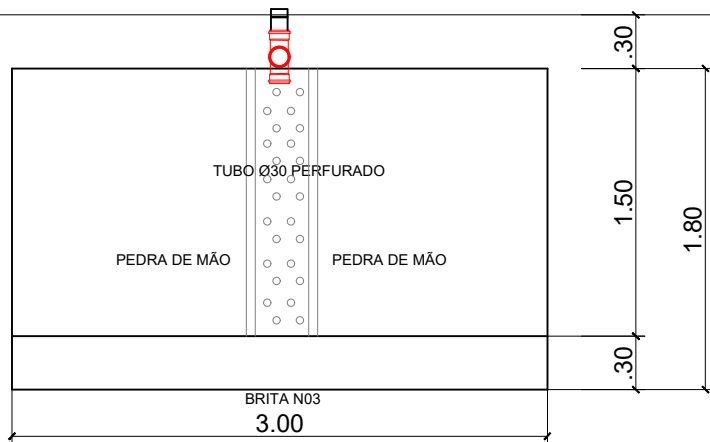 .30
TUBO Ø30 PERFURADO
1.50
1.80
PEDRA DE MÃO
PEDRA DE MÃO
.30
BRITA N03
3.00